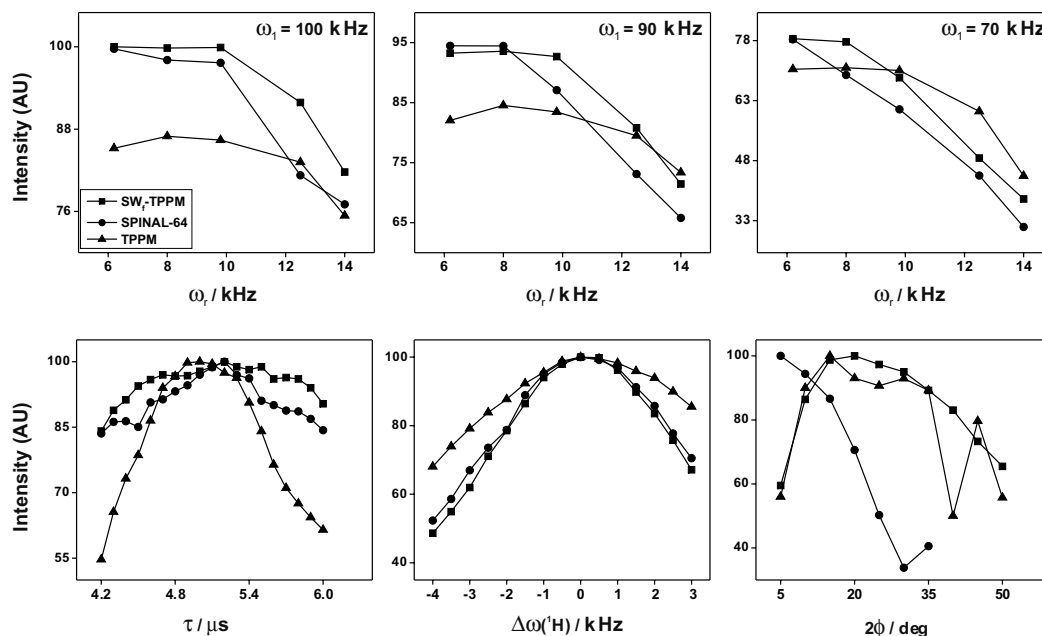 ω1 = 100 kHz
ω1 = 90 kHz
ω1 = 70 kHz
Intensity (AU)
100
88
76
SWf-TPPM
SPINAL-64
TPPM
6 8 10 12 14
ωr / kHz
95
85
75
65
6 8 10 12 14
ωr / kHz
78
63
48
33
6 8 10 12 14
ωr / kHz
Intensity (AU)
100
85
70
55
4.2 4.8 5.4 6.0
τ / μs
100
80
60
40
-4 -3 -2 -1 0 1 2 3
Δω(¹H) / kHz
100
80
60
40
5 20 35 50
2ϕ / deg